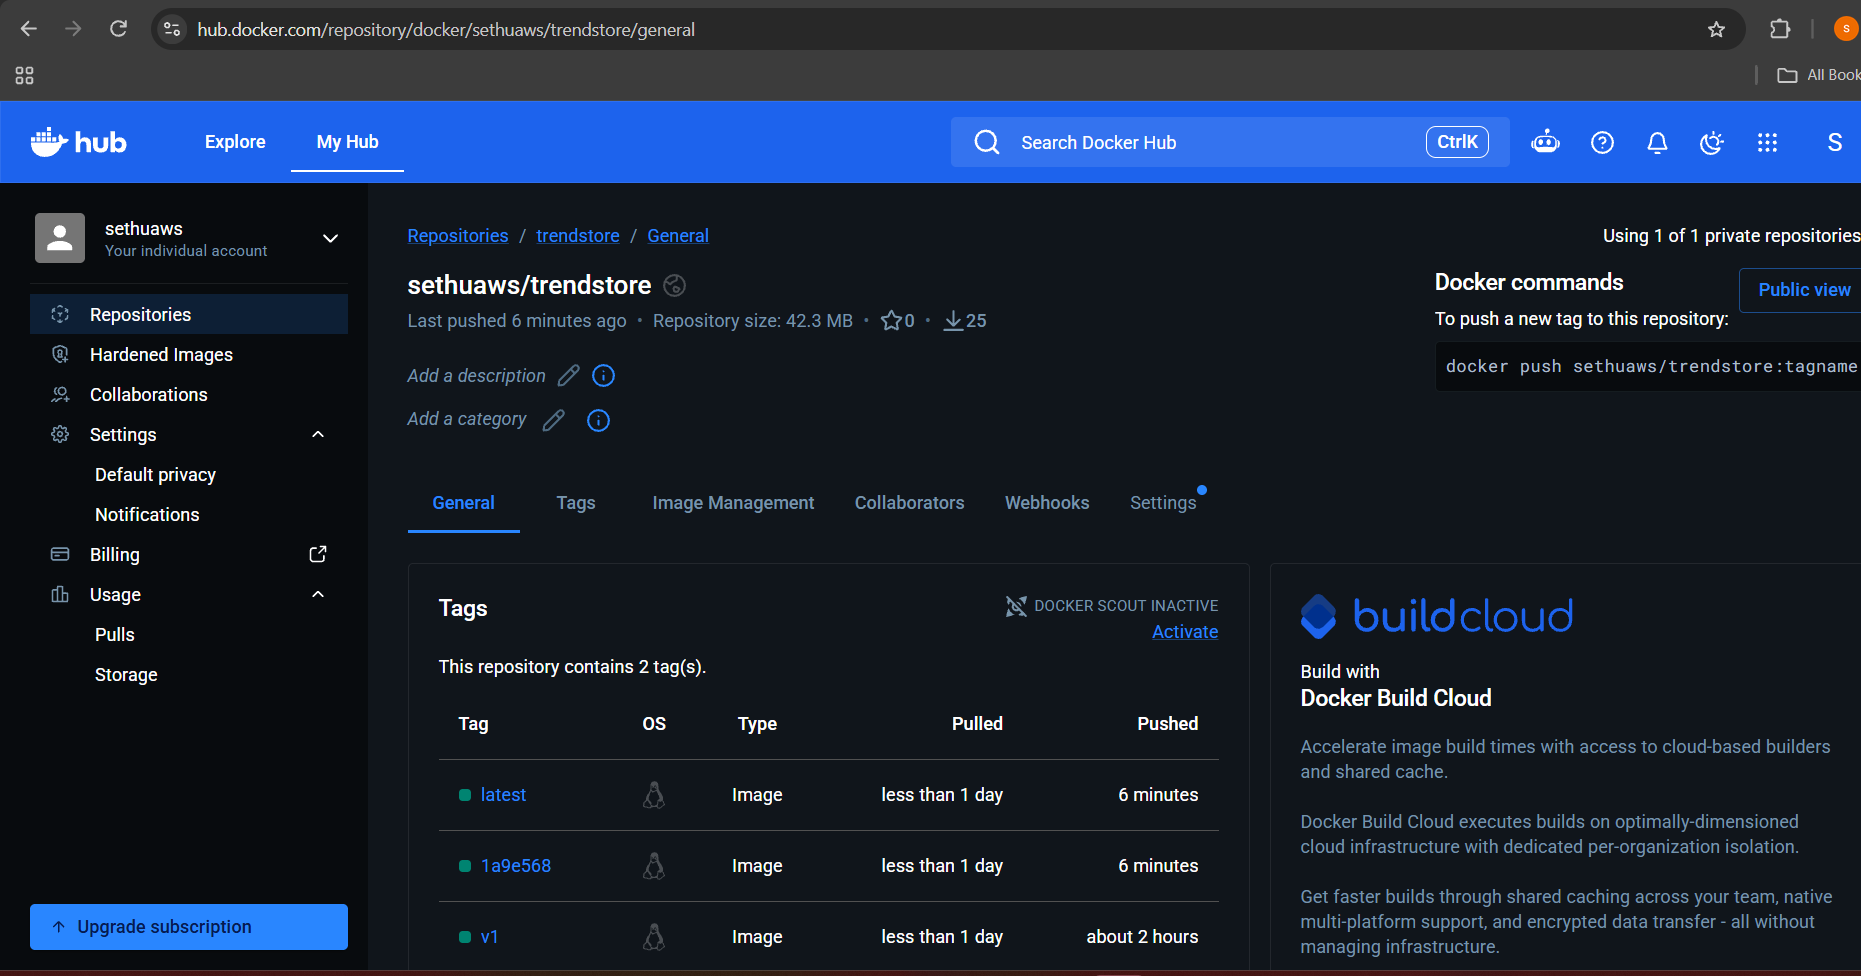 hub.docker.com/repository/docker/sethuaws/trendstore/general
S
All Book
hub
Explore
My Hub
Search Docker Hub
CtrlK
S
sethuaws
Your individual account
Repositories
Hardened Images
Collaborations
Settings
Default privacy
Notifications
Billing
Usage
Pulls
Storage
Upgrade subscription
Repositories / trendstore / General
Using 1 of 1 private repositories
sethuaws/trendstore
Last pushed 6 minutes ago • Repository size: 42.3 MB • 0 • 25
Add a description
Add a category
Docker commands
Public view
To push a new tag to this repository:
docker push sethuaws/trendstore:tagname
General Tags Image Management Collaborators Webhooks Settings
Tags
DOCKER SCOUT INACTIVE
Activate
This repository contains 2 tag(s).
Tag OS Type Pulled Pushed
latest Image less than 1 day 6 minutes
1a9e568 Image less than 1 day 6 minutes
v1 Image less than 1 day about 2 hours
buildcloud
Build with
Docker Build Cloud
Accelerate image build times with access to cloud-based builders
and shared cache.
Docker Build Cloud executes builds on optimally-dimensioned
cloud infrastructure with dedicated per-organization isolation.
Get faster builds through shared caching across your team, native
multi-platform support, and encrypted data transfer - all without
managing infrastructure.